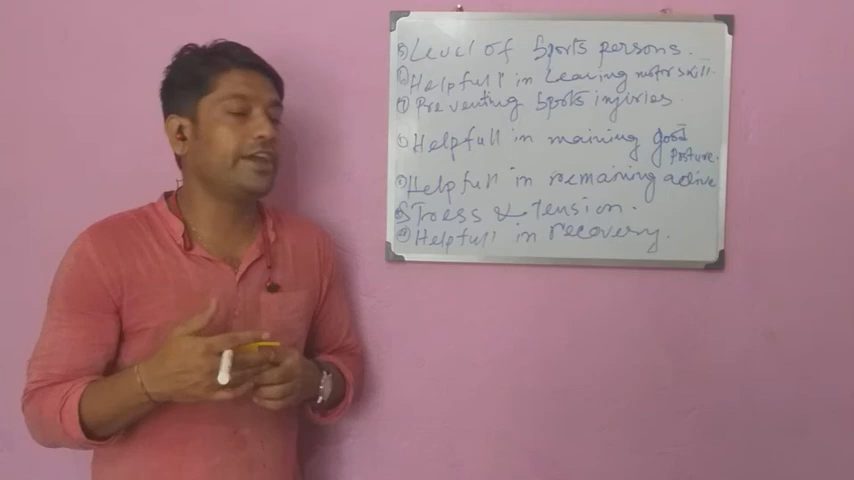 Level of Sports persons.
Helpfull in Learing motor skill.
Preventing Sports injuries
Helpfull in maining good
Posture.
Helpfull in remaining active
Stress & tension.
Helpfull in recovery.